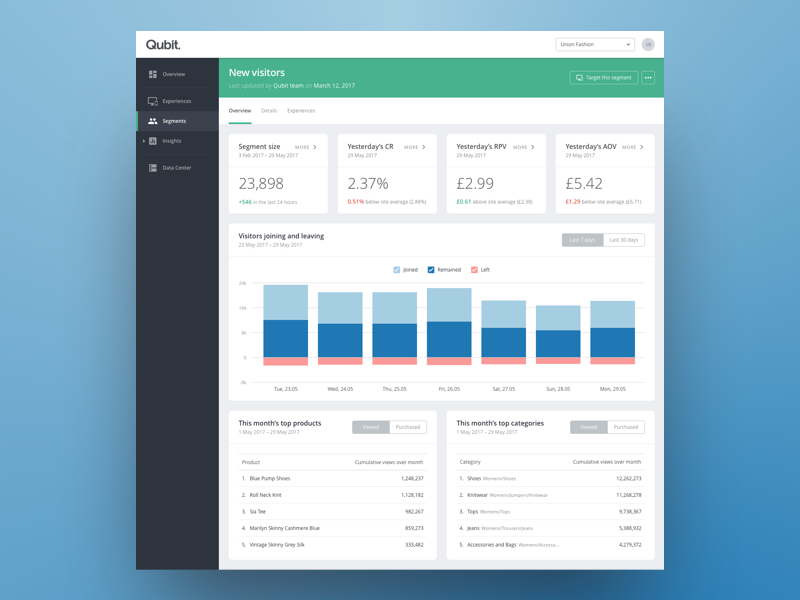 Qubit.
Union Fashion
Overview
Experiences
Segments
Insights
Data Center
New visitors
Last updated by Qubit team on March 12, 2017
Target this segment
Overview Details Experiences
Segment size MORE
3 Feb 2017 – 29 May 2017
23,898
+546 in the last 24 hours
Yesterday's CR MORE
29 May 2017
2.37%
0.51% below site average (2.88%)
Yesterday's RPV MORE
29 May 2017
£2.99
£0.61 above site average (£2.38)
Yesterday's AOV MORE
29 May 2017
£5.42
£1.29 below site average (£6.71)
Visitors joining and leaving
23 May 2017 – 29 May 2017
Last 7 days Last 30 days
Joined Remained Left
24k
16k
8k
0
-8k
Tue, 23.05 Wed, 24.05 Thu, 25.05 Fri, 26.05 Sat, 27.05 Sun, 28.05 Mon, 29.05
This month's top products
1 May 2017 – 29 May 2017
Viewed Purchased
Product Cumulative views over month
1. Blue Pump Shoes 1,248,237
2. Roll Neck Knit 1,128,182
3. Sia Tee 982,267
4. Marilyn Skinny Cashmere Blue 859,273
5. Vintage Skinny Grey Silk 333,482
This month's top categories
1 May 2017 – 29 May 2017
Viewed Purchased
Category Cumulative views over month
1. Shoes Womens/Shoes 12,262,273
2. Knitwear Womens/Jumpers/Knitwear 11,268,278
3. Tops Womens/Tops 9,738,367
4. Jeans Womens/Trousers/Jeans 5,388,932
5. Accessories and Bags Womens/Accesso... 4,279,372